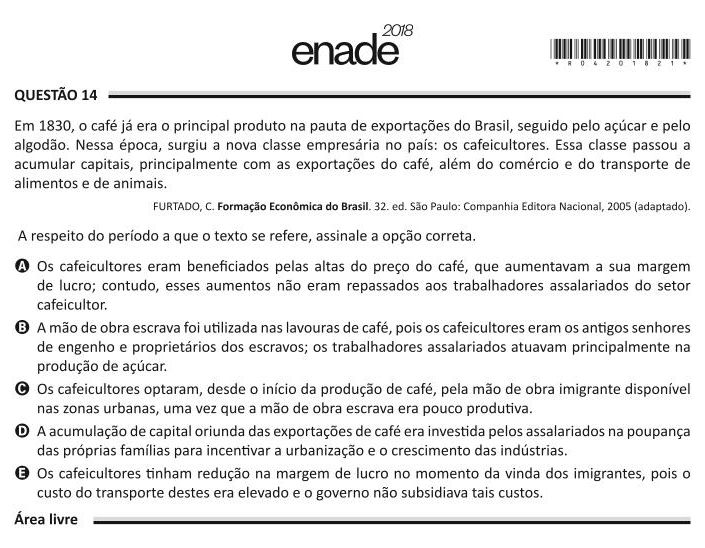 enade 2018
*R04201821*
QUESTÃO 14
Em 1830, o café já era o principal produto na pauta de exportações do Brasil, seguido pelo açúcar e pelo
algodão. Nessa época, surgiu a nova classe empresária no país: os cafeicultores. Essa classe passou a
acumular capitais, principalmente com as exportações do café, além do comércio e do transporte de
alimentos e de animais.
FURTADO, C. Formação Econômica do Brasil. 32. ed. São Paulo: Companhia Editora Nacional, 2005 (adaptado).
A respeito do período a que o texto se refere, assinale a opção correta.
A Os cafeicultores eram beneficiados pelas altas do preço do café, que aumentavam a sua margem
de lucro; contudo, esses aumentos não eram repassados aos trabalhadores assalariados do setor
cafeicultor.
B A mão de obra escrava foi utilizada nas lavouras de café, pois os cafeicultores eram os antigos senhores
de engenho e proprietários dos escravos; os trabalhadores assalariados atuavam principalmente na
produção de açúcar.
C Os cafeicultores optaram, desde o início da produção de café, pela mão de obra imigrante disponível
nas zonas urbanas, uma vez que a mão de obra escrava era pouco produtiva.
D A acumulação de capital oriunda das exportações de café era investida pelos assalariados na poupança
das próprias famílias para incentivar a urbanização e o crescimento das indústrias.
E Os cafeicultores tinham redução na margem de lucro no momento da vinda dos imigrantes, pois o
custo do transporte destes era elevado e o governo não subsidiava tais custos.
Área livre